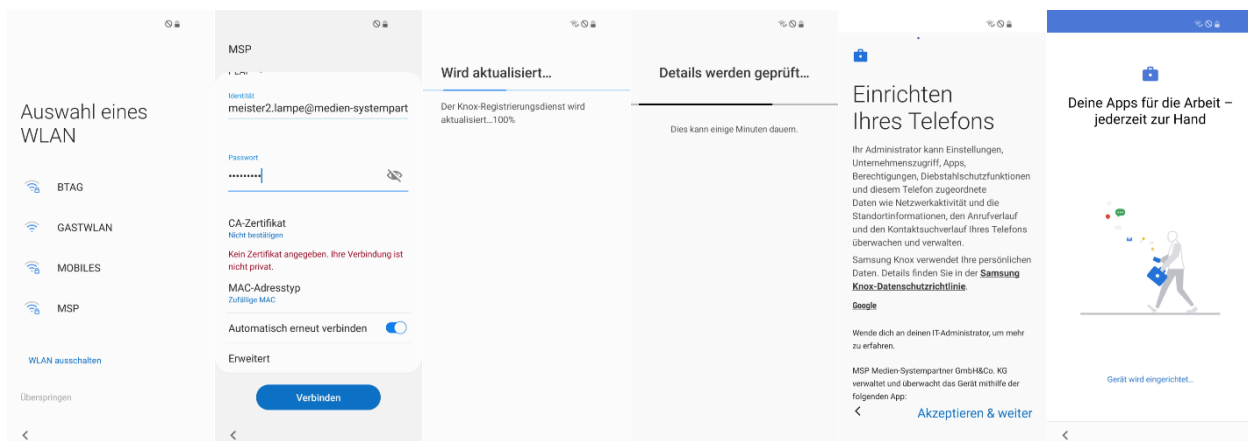 Auswahl eines
WLAN
BTAG
GASTWLAN
MOBILES
MSP
WLAN ausschalten
Überspringen
MSP
Identität
meister2.lampe@medien-systempart
Passwort
•••••••••
CA-Zertifikat
Nicht bestätigen
Kein Zertifikat angegeben. Ihre Verbindung ist
nicht privat.
MAC-Adresstyp
Zufällige MAC
Automatisch erneut verbinden
Erweitert
Verbinden
Wird aktualisiert...
Der Knox-Registrierungsdienst wird
aktualisiert...100%
Details werden geprüft...
Dies kann einige Minuten dauern.
Einrichten
Ihres Telefons
Ihr Administrator kann Einstellungen,
Unternehmenszugriff, Apps,
Berechtigungen, Diebstahlschutzfunktionen
und diesem Telefon zugeordnete
Daten wie Netzwerkaktivität und die
Standortinformationen, den Anrufverlauf
und den Kontaktsuchverlauf Ihres Telefons
überwachen und verwalten.
Samsung Knox verwendet Ihre persönlichen
Daten. Details finden Sie in der Samsung
Knox-Datenschutzrichtlinie.
Google
Wende dich an deinen IT-Administrator, um mehr
zu erfahren.
MSP Medien-Systempartner GmbH&Co. KG
verwaltet und überwacht das Gerät mithilfe der
folgenden App:
Akzeptieren & weiter
Deine Apps für die Arbeit –
jederzeit zur Hand
Gerät wird eingerichtet...